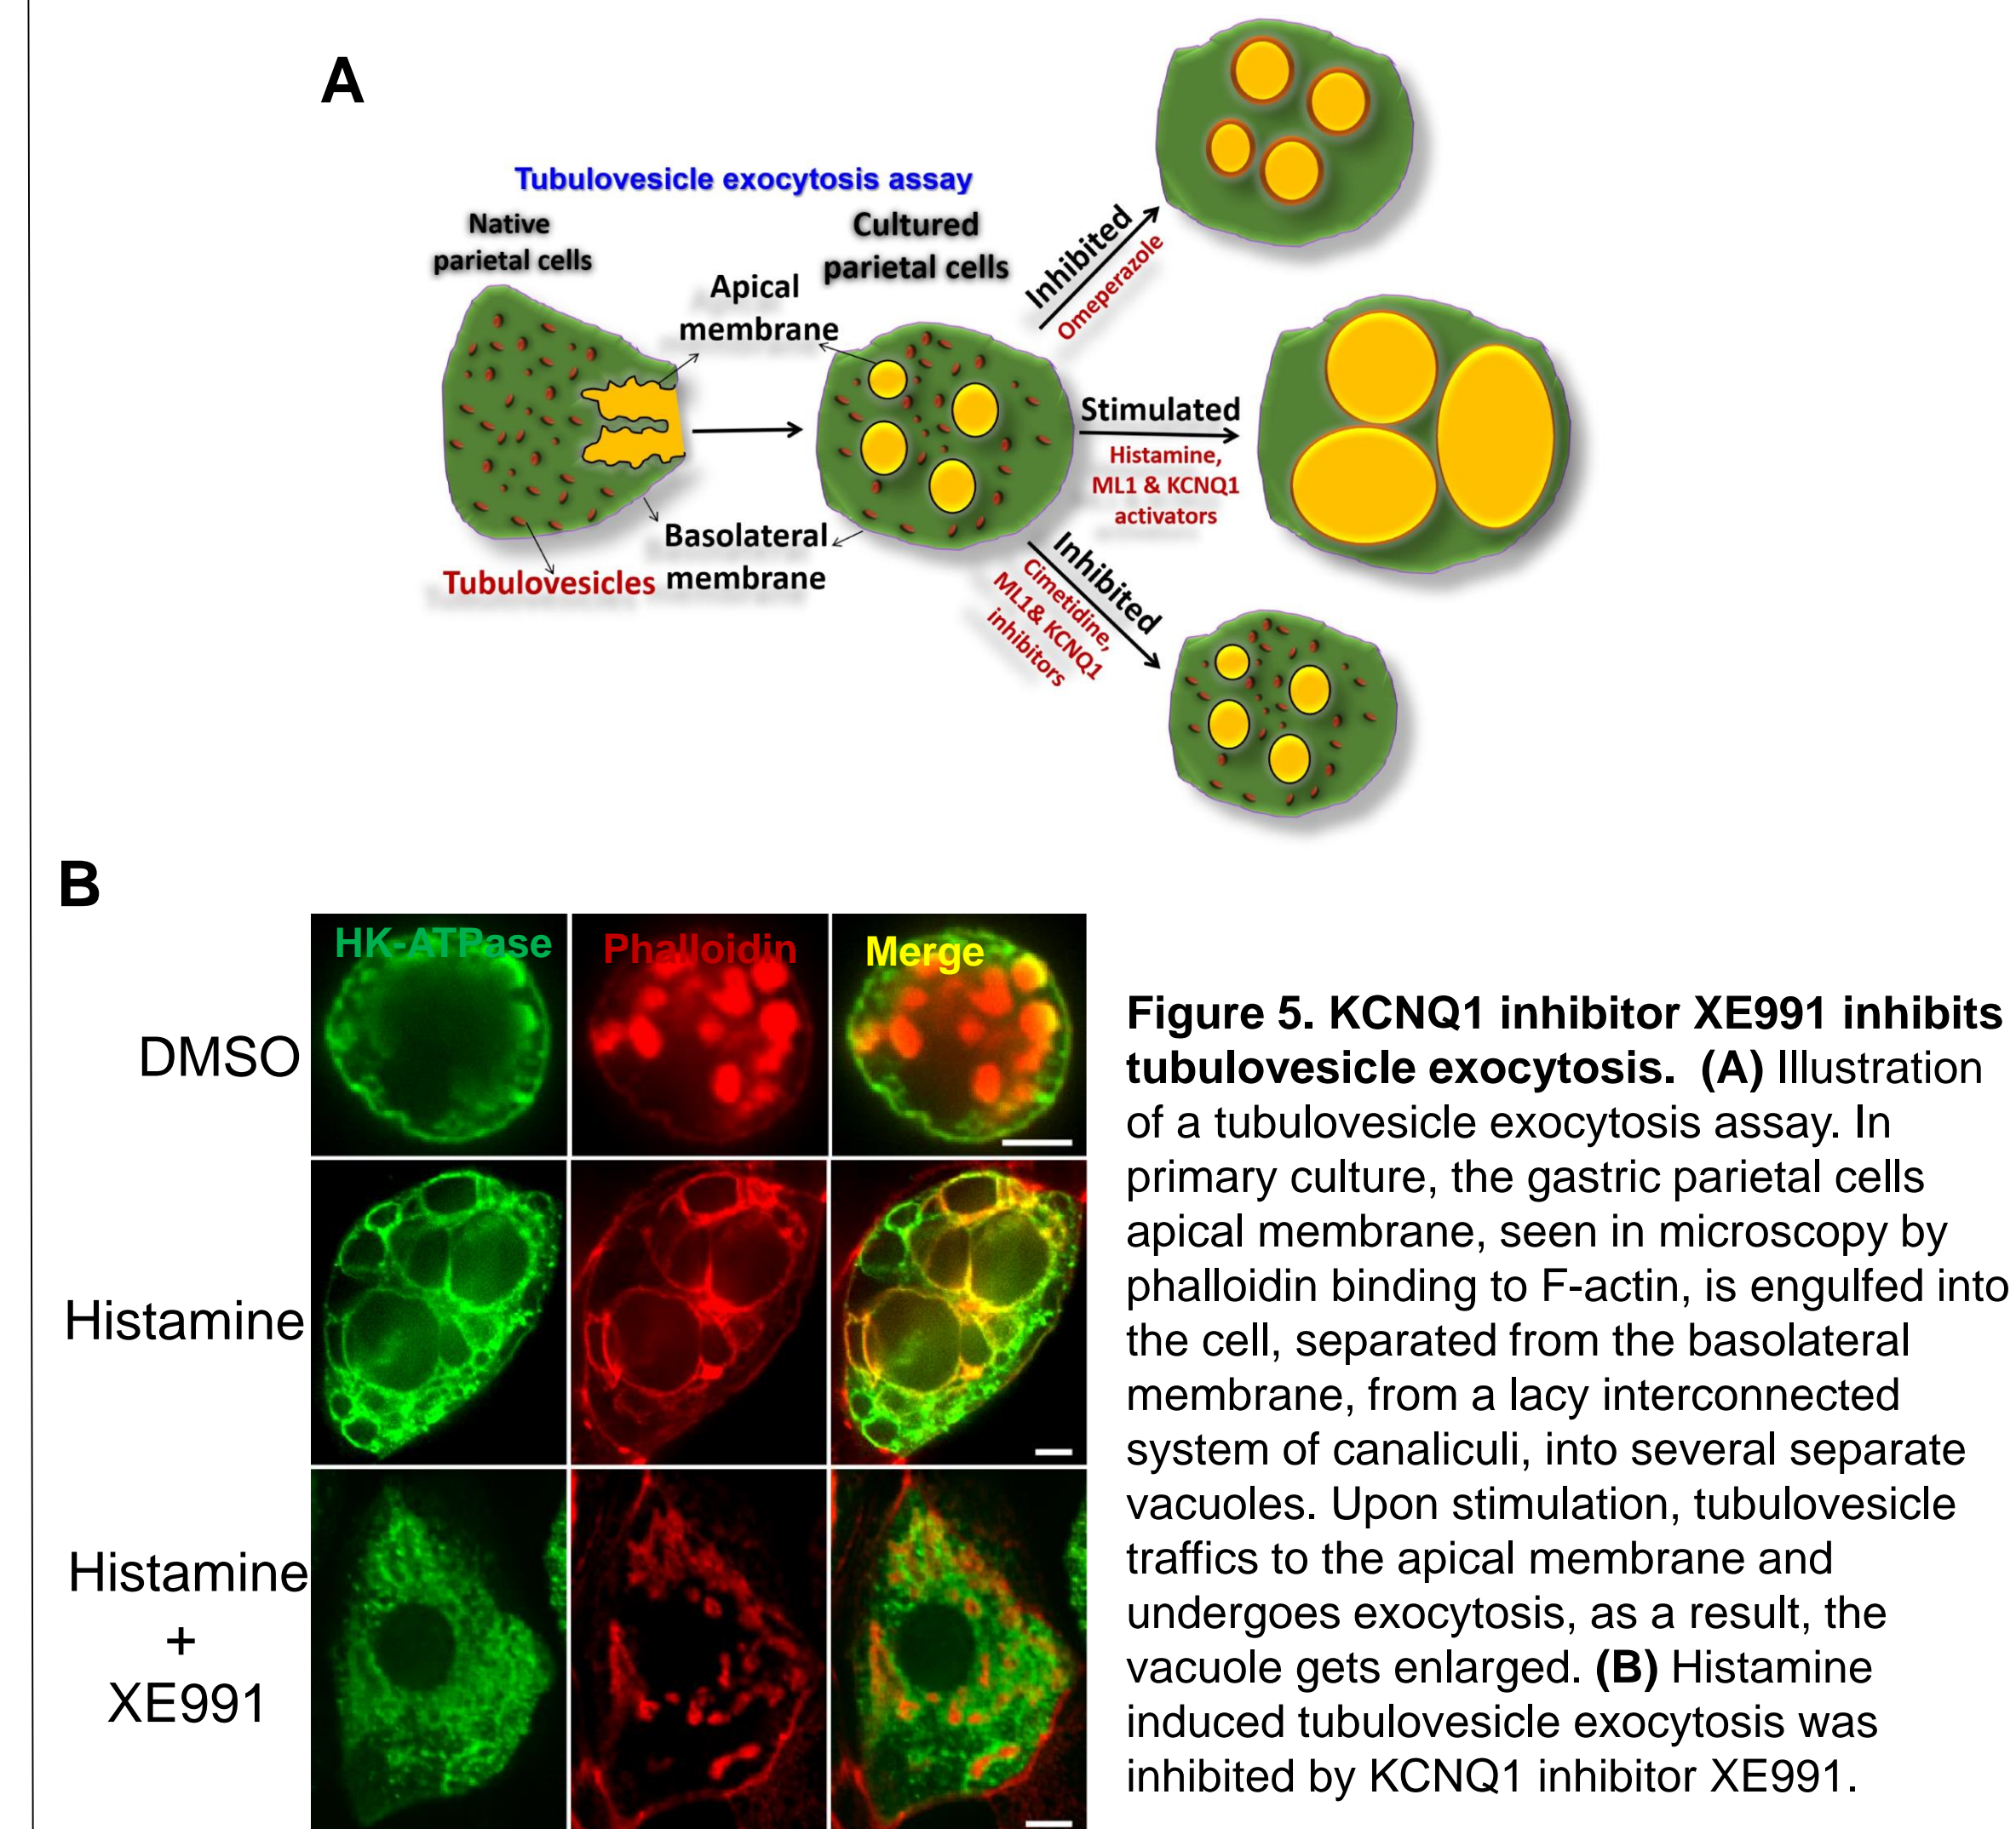 A
Tubulovesicle exocytosis assay
Native
parietal cells
Cultured
parietal cells
Apical
membrane
Basolateral
membrane
Tubulovesicles
Inhibited
Omeperazole
Stimulated
Histamine,
ML1 & KCNQ1
activators
Inhibited
Cimetidine,
ML1& KCNQ1
inhibitors
B
HK-ATPase
Phalloidin
Merge
DMSO
Histamine
Histamine
+
XE991
Figure 5. KCNQ1 inhibitor XE991 inhibits
tubulovesicle exocytosis. (A) Illustration
of a tubulovesicle exocytosis assay. In
primary culture, the gastric parietal cells
apical membrane, seen in microscopy by
phalloidin binding to F-actin, is engulfed into
the cell, separated from the basolateral
membrane, from a lacy interconnected
system of canaliculi, into several separate
vacuoles. Upon stimulation, tubulovesicle
traffics to the apical membrane and
undergoes exocytosis, as a result, the
vacuole gets enlarged. (B) Histamine
induced tubulovesicle exocytosis was
inhibited by KCNQ1 inhibitor XE991.